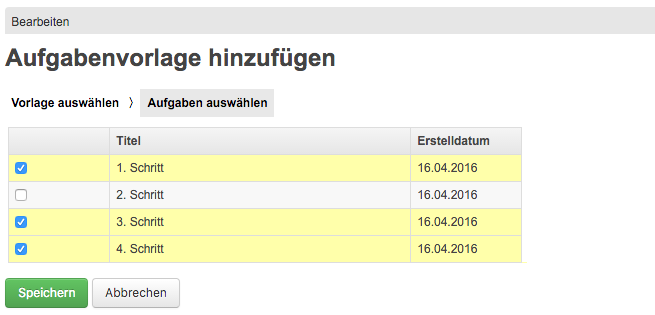 Bearbeiten
Aufgabenvorlage hinzufügen
Vorlage auswählen 〉 Aufgaben auswählen
Titel Erstelldatum
1. Schritt 16.04.2016
2. Schritt 16.04.2016
3. Schritt 16.04.2016
4. Schritt 16.04.2016
Speichern Abbrechen